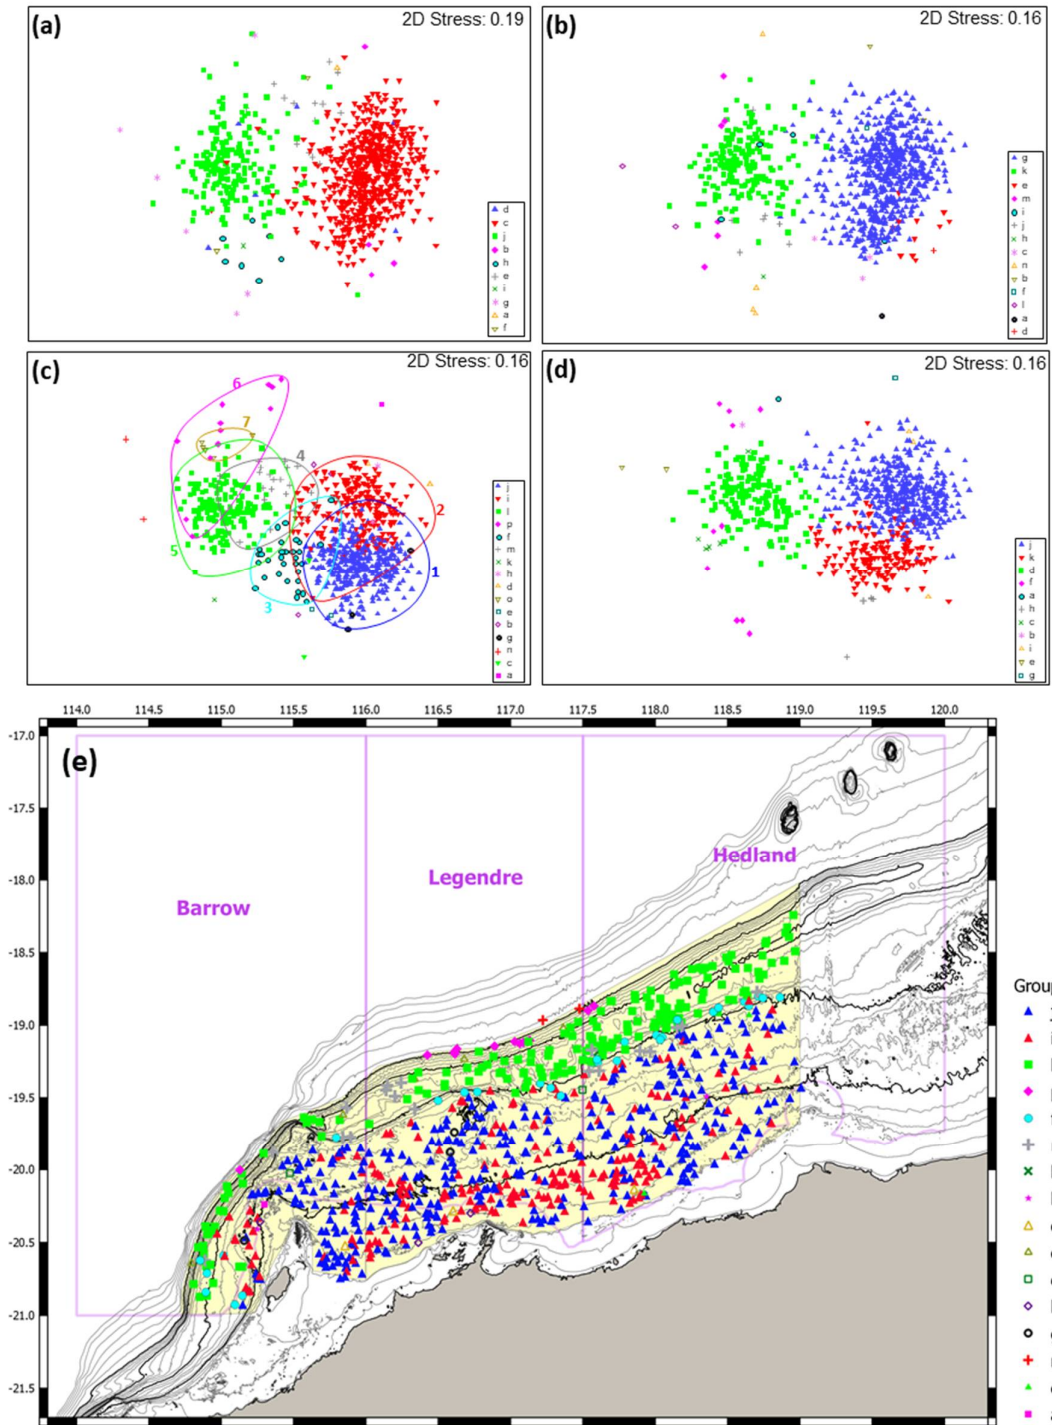 (a)
2D Stress: 0.19
d
c
j
b
h
e
i
g
a
f
(b)
2D Stress: 0.16
g
k
e
m
i
j
h
c
n
b
f
l
a
d
(c)
2D Stress: 0.16
6
7
4
2
5
1
3
j
i
l
p
f
m
k
h
d
o
e
b
g
n
c
a
(d)
2D Stress: 0.16
j
k
d
f
a
h
c
b
i
e
g
114.0 114.5 115.0 115.5 116.0 116.5 117.0 117.5 118.0 118.5 119.0 119.5 120.0
-17.0
(e)
-17.5
Hedland
-18.0
Legendre
Barrow
-18.5
Group
-19.0
-19.5
-20.0
-20.5
-21.0
-21.5